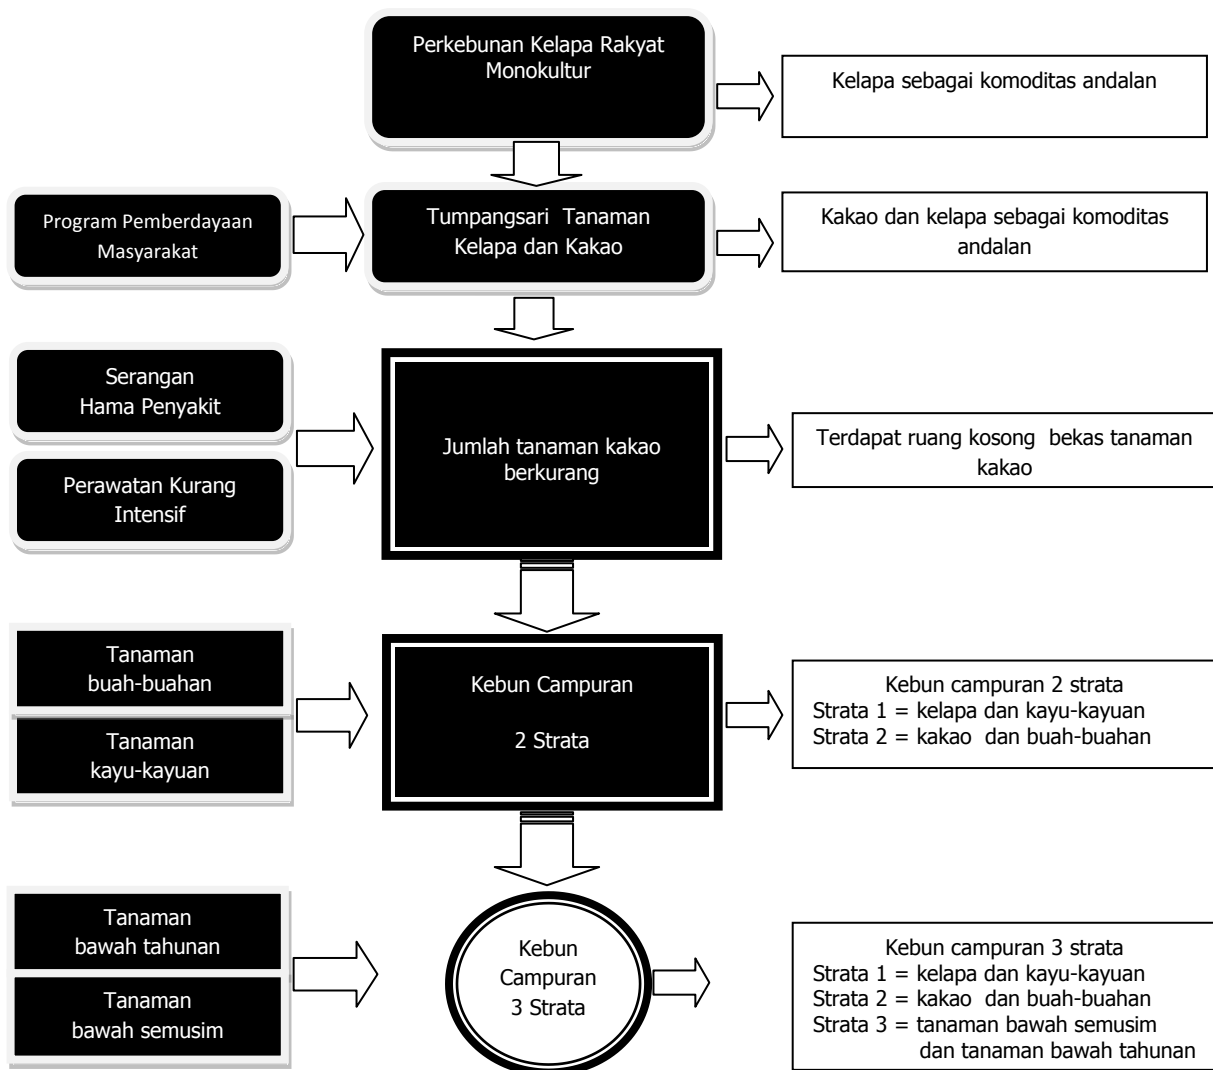 Perkebunan Kelapa Rakyat
Monokultur
Kelapa sebagai komoditas andalan
Program Pemberdayaan
Masyarakat
Tumpangsari Tanaman
Kelapa dan Kakao
Kakao dan kelapa sebagai komoditas
andalan
Serangan
Hama Penyakit
Perawatan Kurang
Intensif
Jumlah tanaman kakao
berkurang
Terdapat ruang kosong bekas tanaman
kakao
Tanaman
buah-buahan
Tanaman
kayu-kayuan
Kebun Campuran
2 Strata
Kebun campuran 2 strata
Strata 1 = kelapa dan kayu-kayuan
Strata 2 = kakao dan buah-buahan
Tanaman
bawah tahunan
Tanaman
bawah semusim
Kebun
Campuran
3 Strata
Kebun campuran 3 strata
Strata 1 = kelapa dan kayu-kayuan
Strata 2 = kakao dan buah-buahan
Strata 3 = tanaman bawah semusim
dan tanaman bawah tahunan